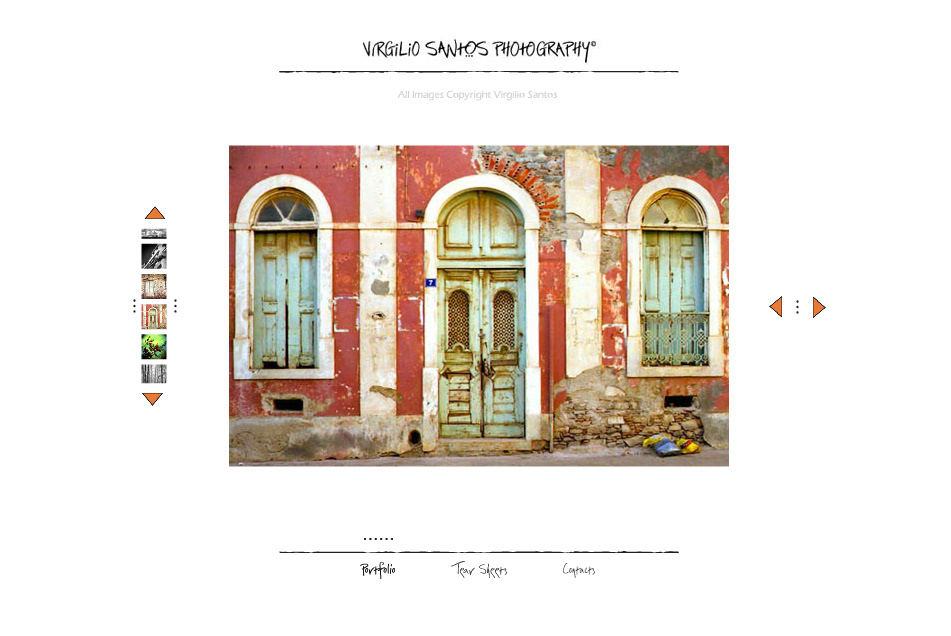 VIRGILIO SANTOS PHOTOGRAPHY©
All Images Copyright Virgilio Santos
7
Portfolio Tear Sheets Contacts